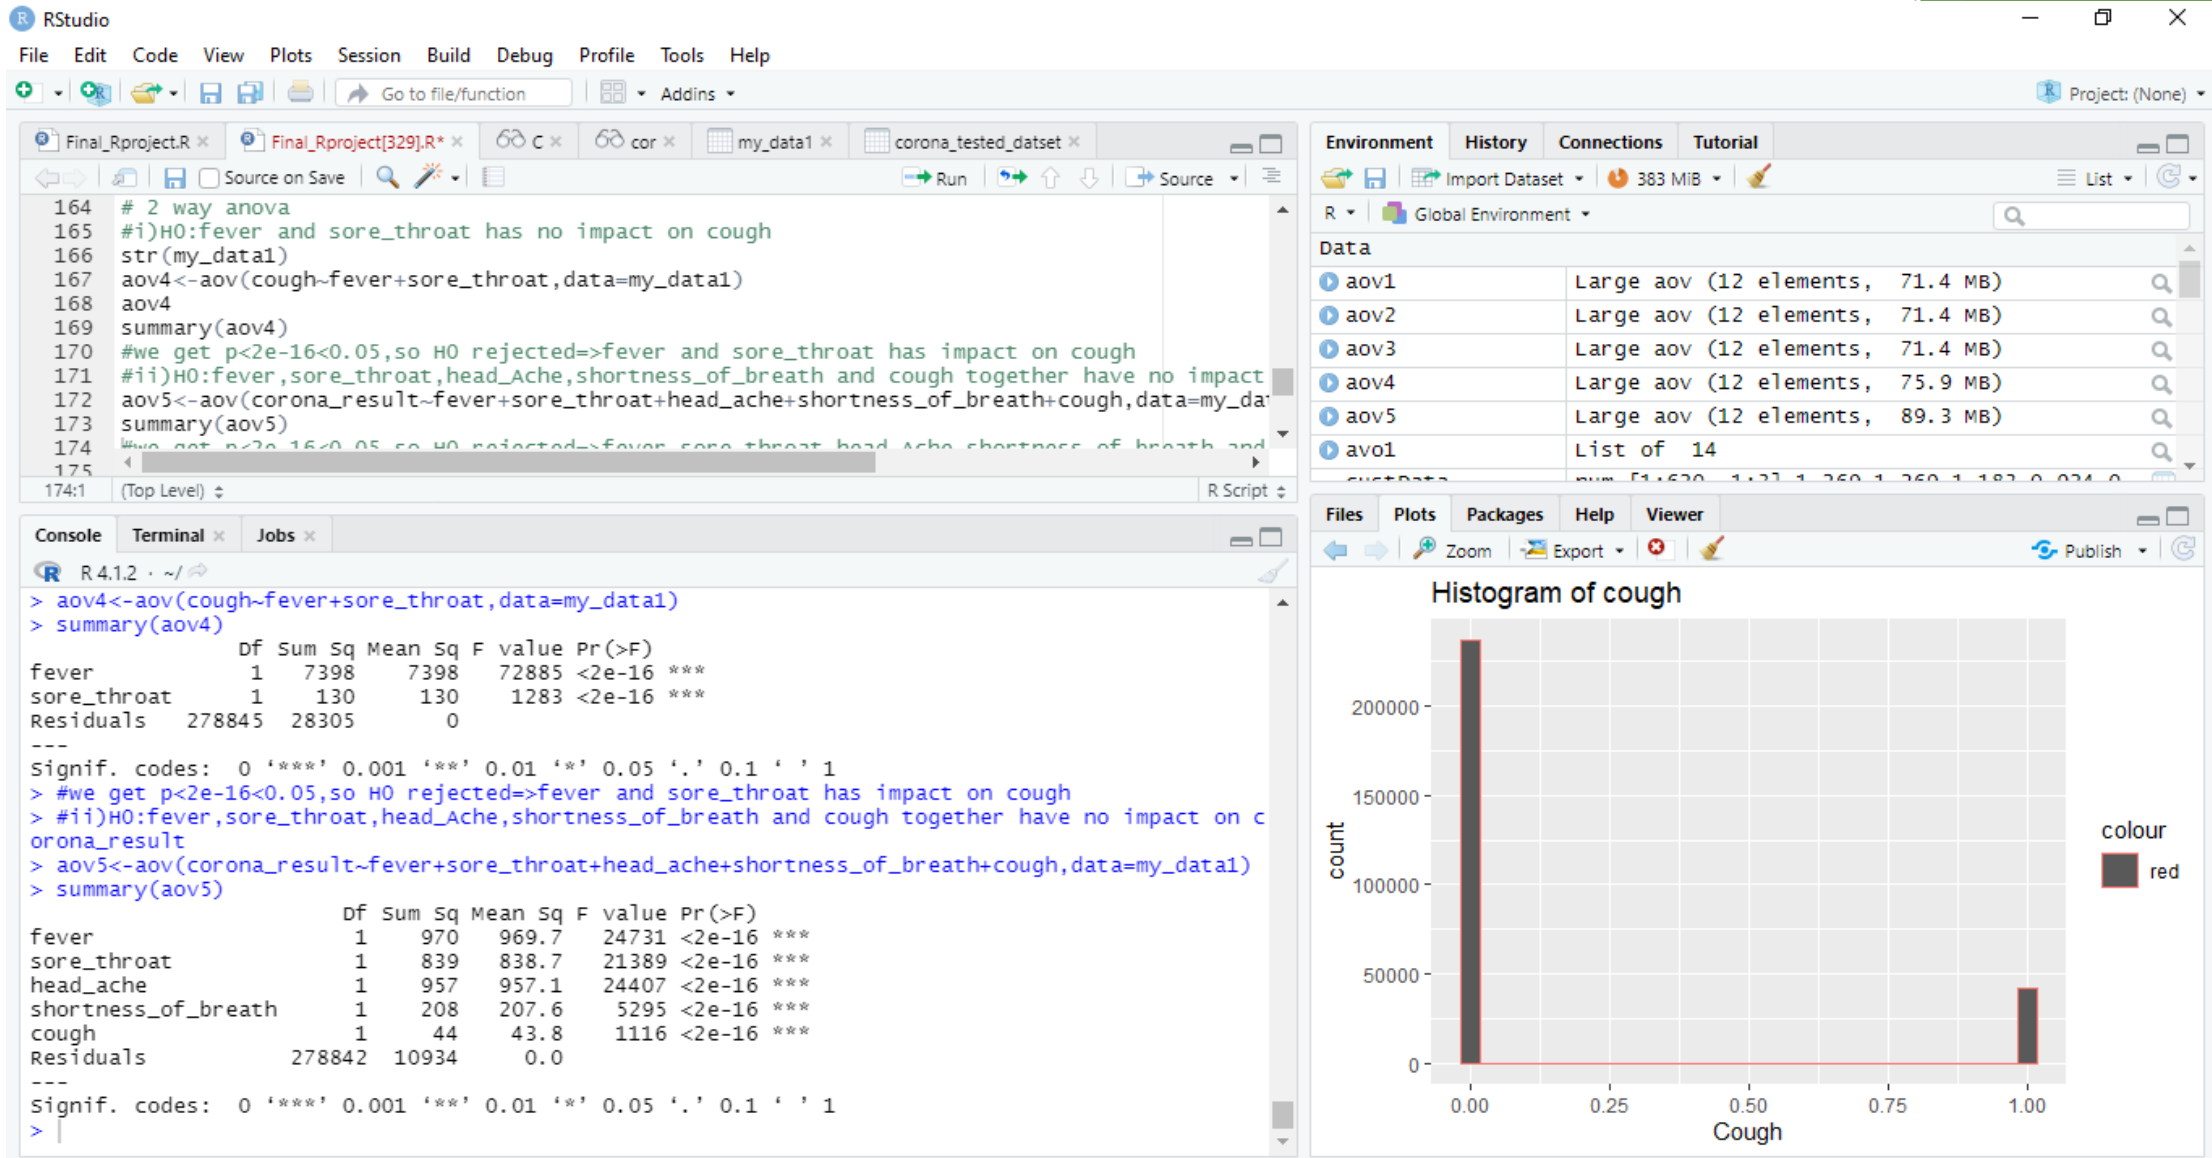 RStudio
File Edit Code View Plots Session Build Debug Profile Tools Help
Go to file/function Addins Project: (None)
Final_Rproject.R Final_Rproject[329].R* C cor my_data1 corona_tested_datset
Source on Save Run Source
164 # 2 way anova
165 #i)H0:fever and sore_throat has no impact on cough
166 str(my_data1)
167 aov4<-aov(cough~fever+sore_throat,data=my_data1)
168 aov4
169 summary(aov4)
170 #we get p<2e-16<0.05,so H0 rejected=>fever and sore_throat has impact on cough
171 #ii)H0:fever,sore_throat,head_Ache,shortness_of_breath and cough together have no impact
172 aov5<-aov(corona_result~fever+sore_throat+head_ache+shortness_of_breath+cough,data=my_dat
173 summary(aov5)
174 #we get p<2e-16<0.05,so H0 rejected=>fever,sore_throat,head_Ache,shortness_of_breath and
175
174:1 (Top Level) R Script
Console Terminal Jobs
R 4.1.2 · ~/
> aov4<-aov(cough~fever+sore_throat,data=my_data1)
> summary(aov4)
Df Sum Sq Mean Sq F value Pr(>F)
fever 1 7398 7398 72885 <2e-16 ***
sore_throat 1 130 130 1283 <2e-16 ***
Residuals 278845 28305 0
---
Signif. codes: 0 ‘***’ 0.001 ‘**’ 0.01 ‘*’ 0.05 ‘.’ 0.1 ‘ ’ 1
> #we get p<2e-16<0.05,so H0 rejected=>fever and sore_throat has impact on cough
> #ii)H0:fever,sore_throat,head_Ache,shortness_of_breath and cough together have no impact on c
orona_result
> aov5<-aov(corona_result~fever+sore_throat+head_ache+shortness_of_breath+cough,data=my_data1)
> summary(aov5)
Df Sum Sq Mean Sq F value Pr(>F)
fever 1 970 969.7 24731 <2e-16 ***
sore_throat 1 839 838.7 21389 <2e-16 ***
head_ache 1 957 957.1 24407 <2e-16 ***
shortness_of_breath 1 208 207.6 5295 <2e-16 ***
cough 1 44 43.8 1116 <2e-16 ***
Residuals 278842 10934 0.0
---
Signif. codes: 0 ‘***’ 0.001 ‘**’ 0.01 ‘*’ 0.05 ‘.’ 0.1 ‘ ’ 1
>
Environment History Connections Tutorial
Import Dataset 383 MiB List
R Global Environment
Data
aov1 Large aov (12 elements, 71.4 MB)
aov2 Large aov (12 elements, 71.4 MB)
aov3 Large aov (12 elements, 71.4 MB)
aov4 Large aov (12 elements, 75.9 MB)
aov5 Large aov (12 elements, 89.3 MB)
avo1 List of 14
Files Plots Packages Help Viewer
Zoom Export Publish
Histogram of cough
200000
150000
100000
50000
0
count
0.00 0.25 0.50 0.75 1.00
Cough
colour
red